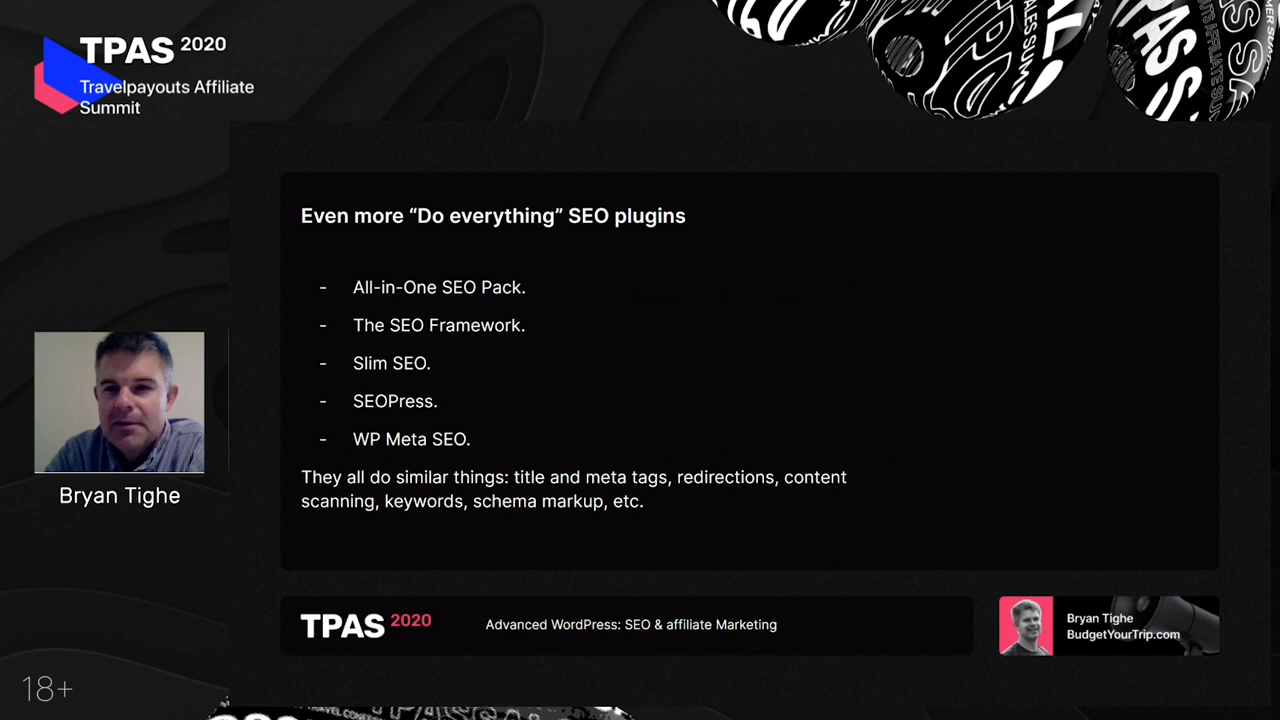 TPAS 2020
Travelpayouts Affiliate
Summit
Even more “Do everything” SEO plugins
- All-in-One SEO Pack.
- The SEO Framework.
- Slim SEO.
- SEOPress.
- WP Meta SEO.
They all do similar things: title and meta tags, redirections, content
scanning, keywords, schema markup, etc.
Bryan Tighe
TPAS 2020
Advanced WordPress: SEO & affiliate Marketing
Bryan Tighe
BudgetYourTrip.com
18+